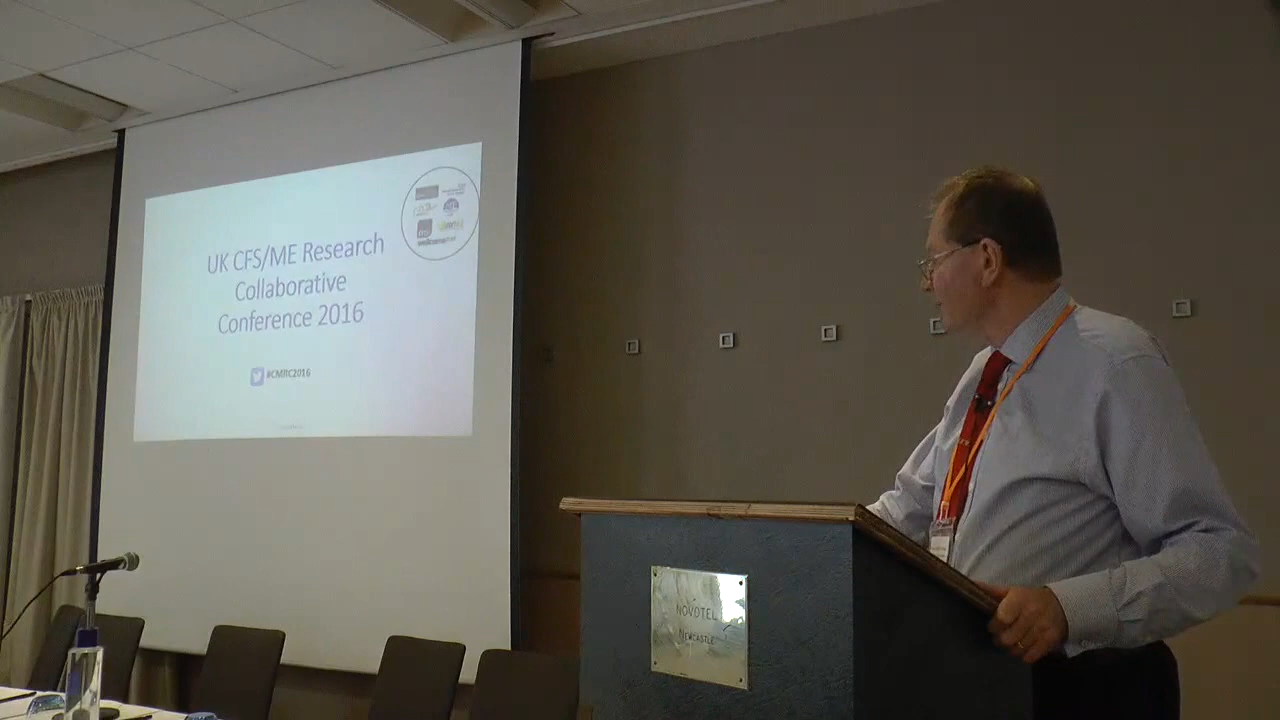 UK CFS/ME Research
Collaborative
Conference 2016
#CMRC2016
NOVOTEL
NEWCASTLE